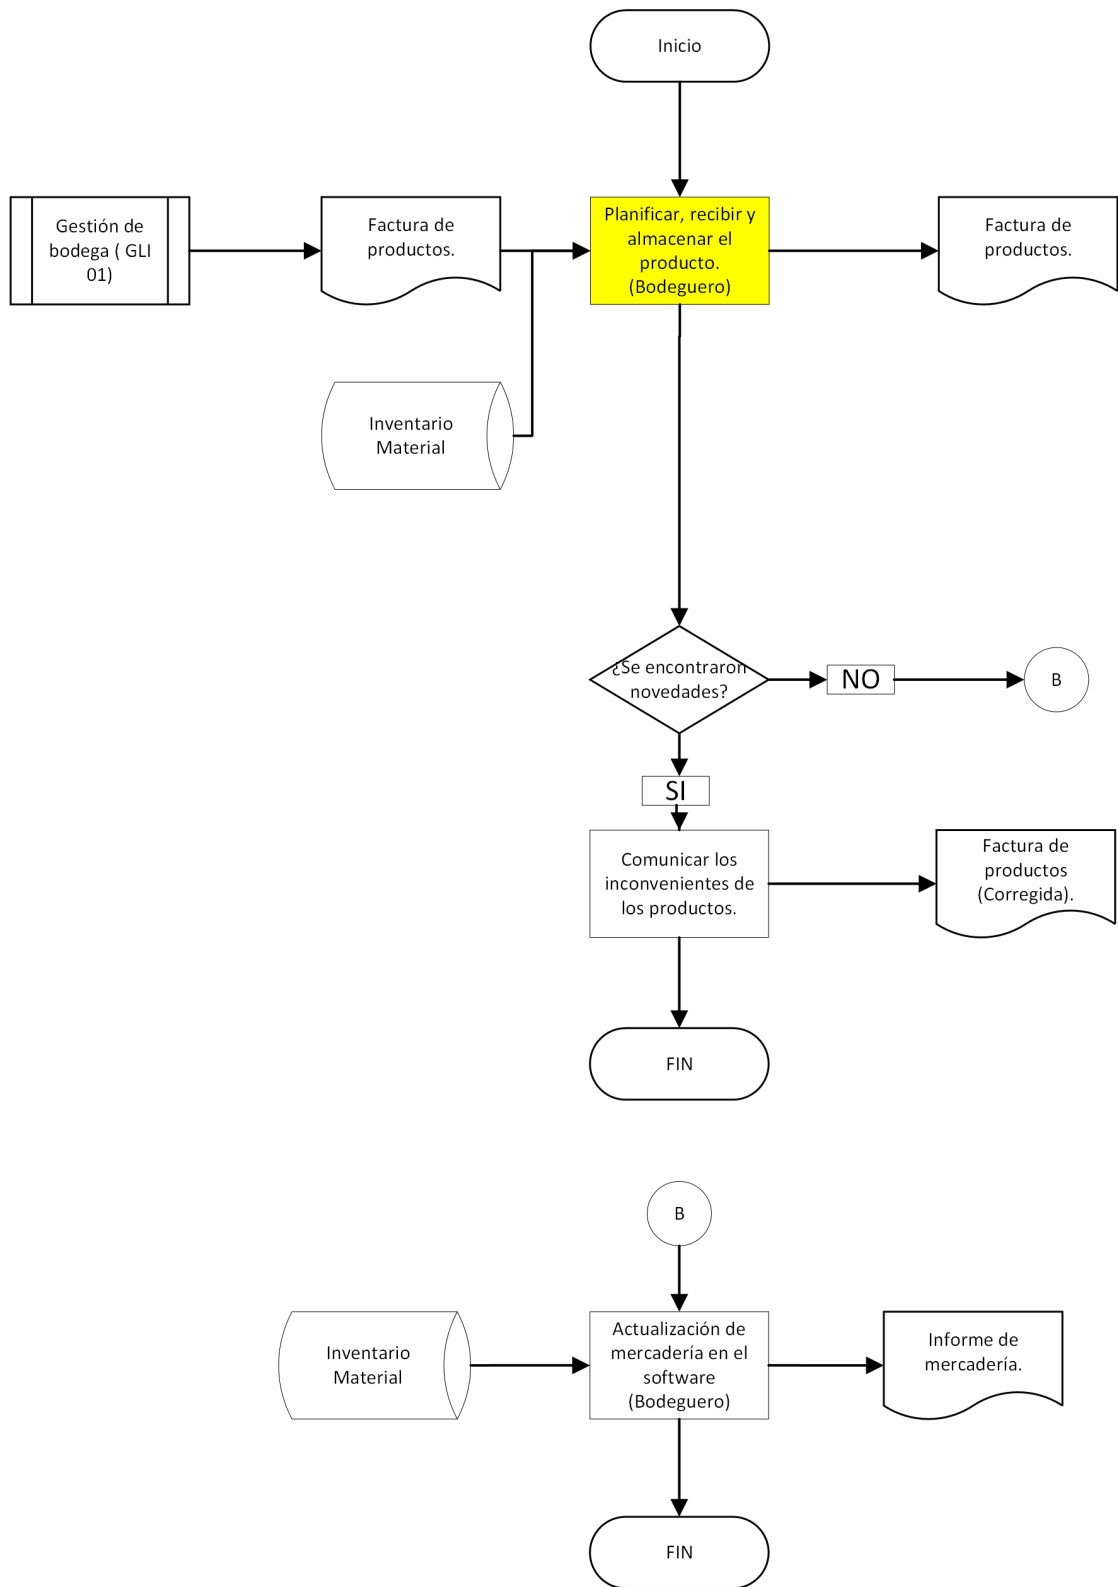 Inicio
Gestión de
bodega ( GLI
01)
Factura de
productos.
Planificar, recibir y
almacenar el
producto.
(Bodeguero)
Factura de
productos.
Inventario
Material
¿Se encontraron
novedades?
NO
B
SI
Comunicar los
inconvenientes de
los productos.
Factura de
productos
(Corregida).
FIN
B
Inventario
Material
Actualización de
mercadería en el
software
(Bodeguero)
Informe de
mercadería.
FIN